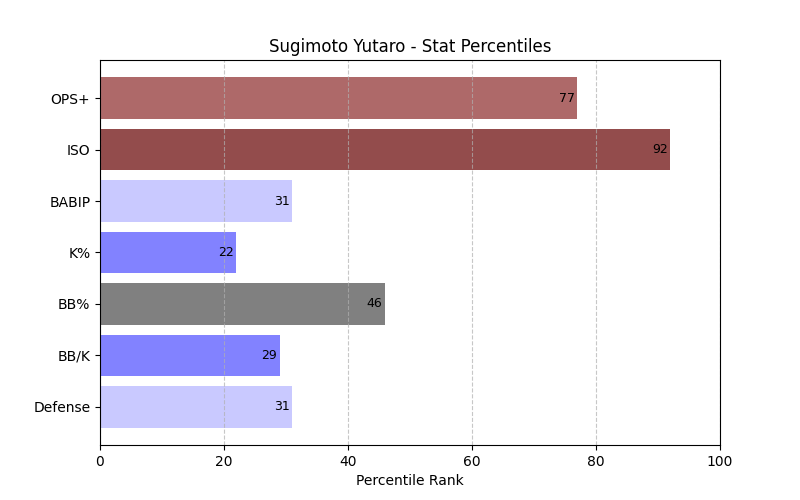 Sugimoto Yutaro - Stat Percentiles
OPS+ 77
ISO 92
BABIP 31
K% 22
BB% 46
BB/K 29
Defense 31
0 20 40 60 80 100
Percentile Rank